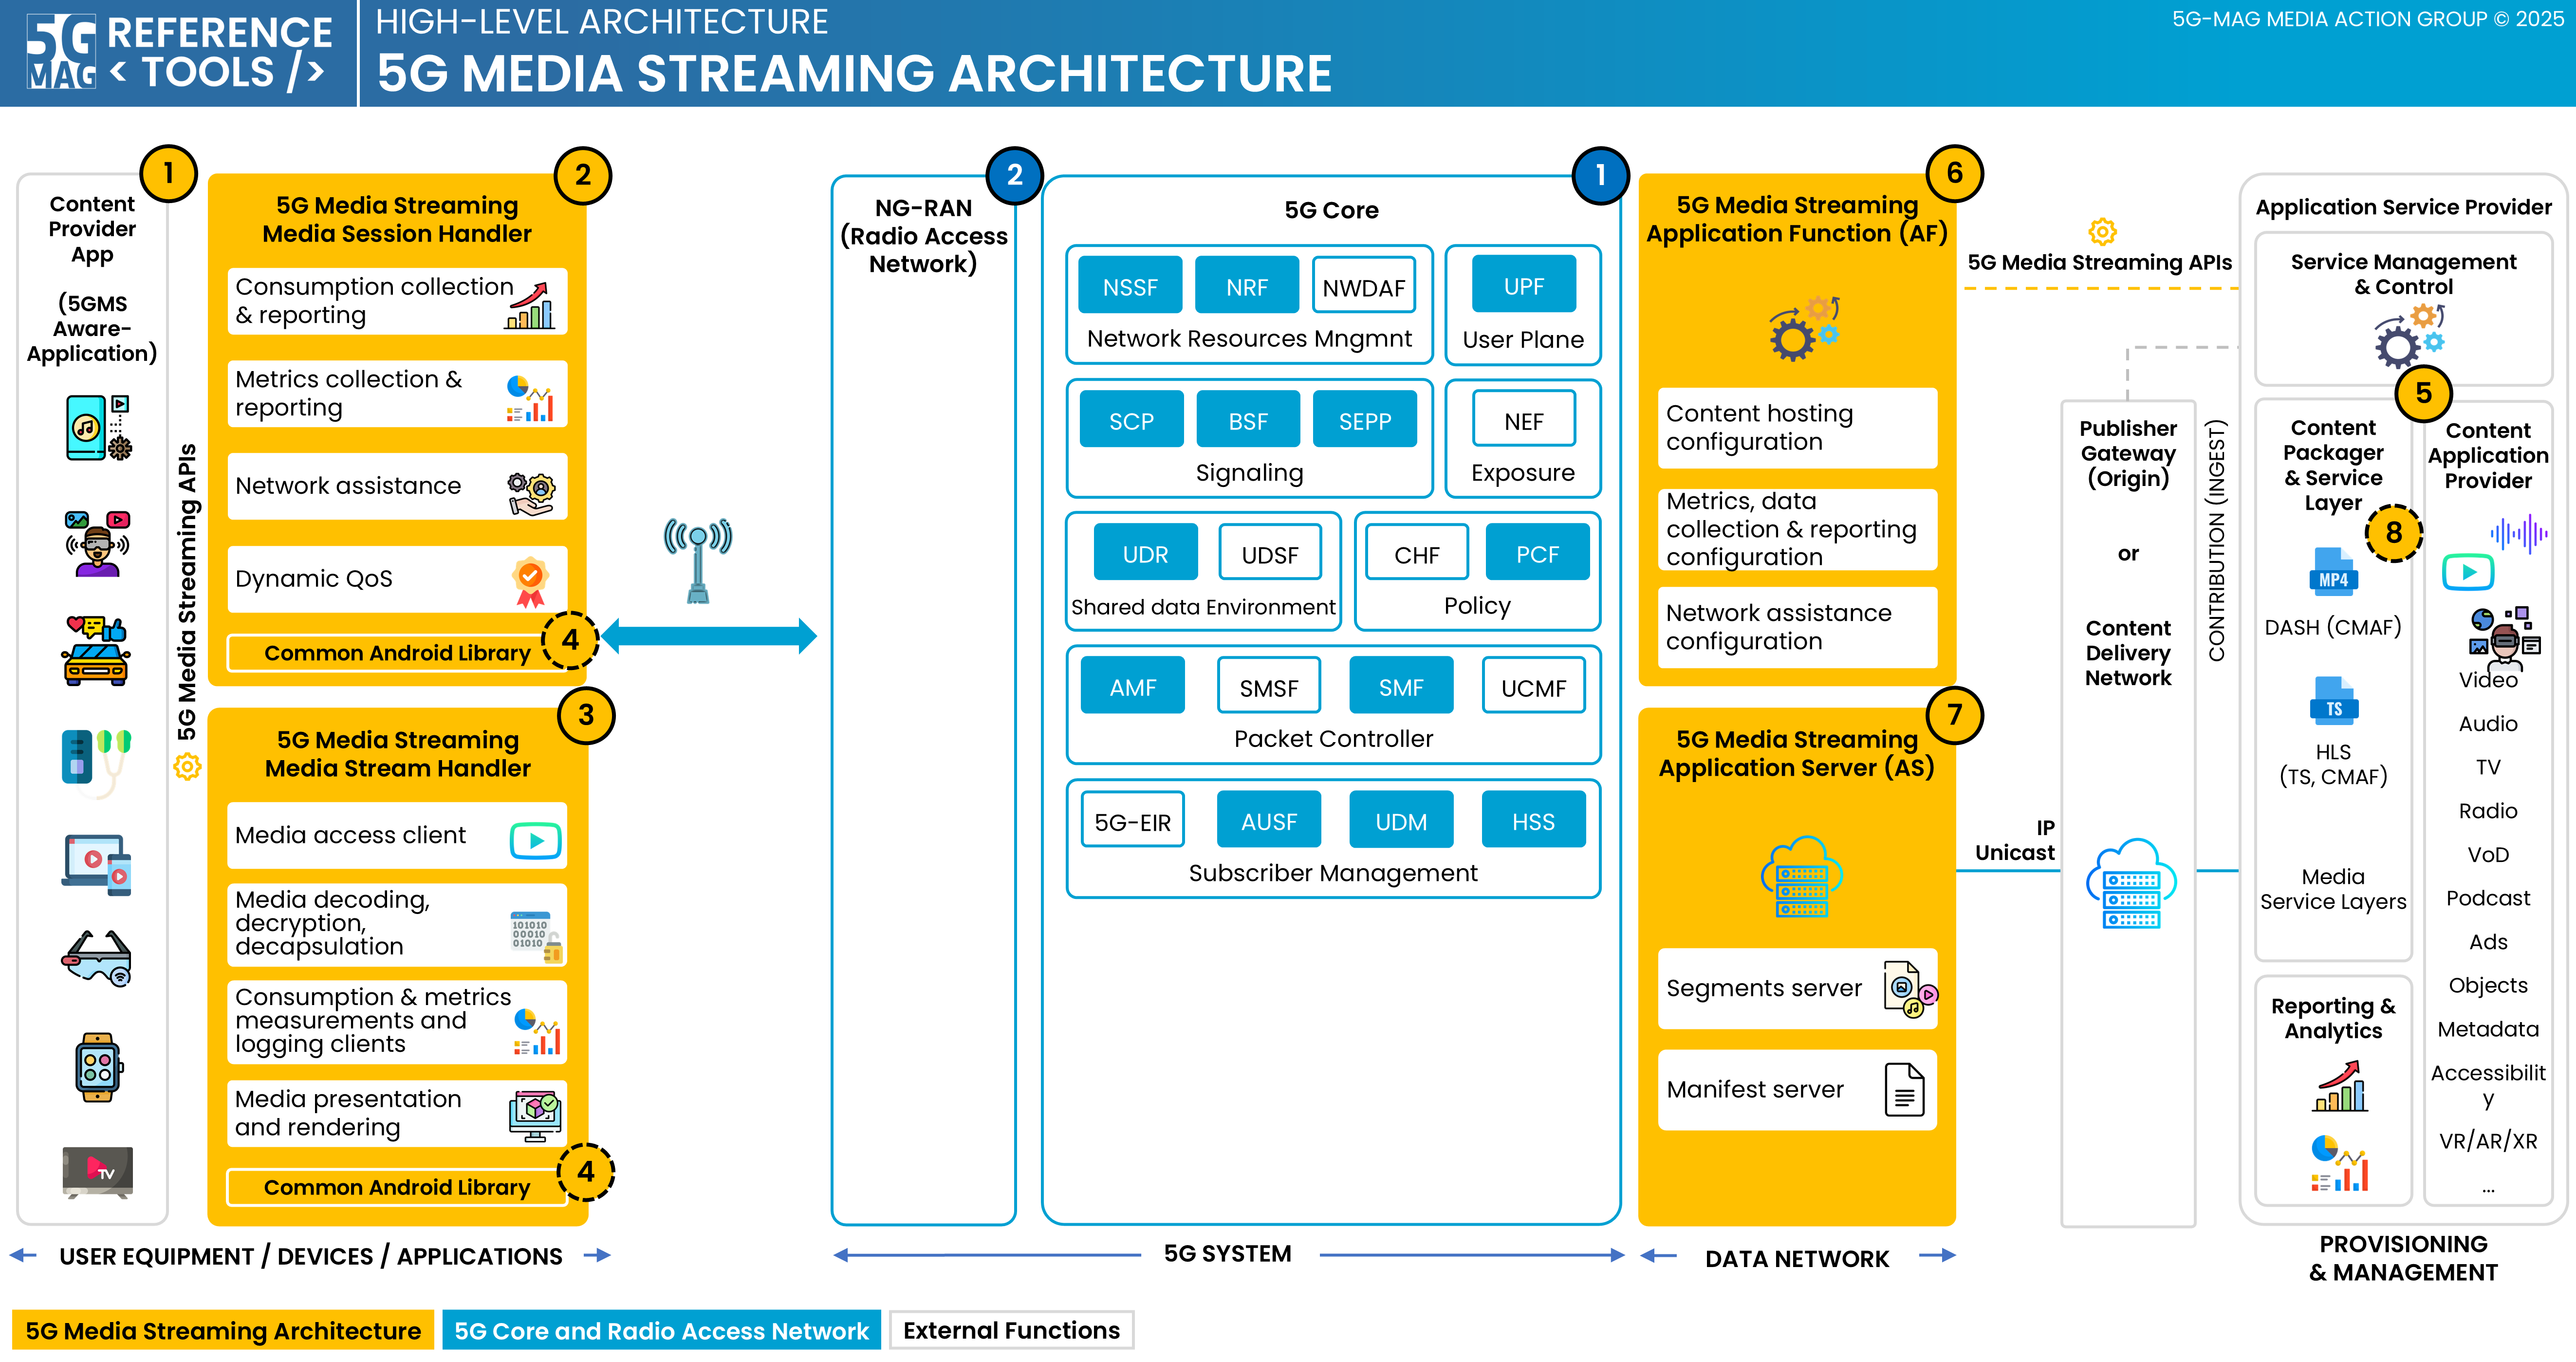 5G
MAG
REFERENCE
< TOOLS />
HIGH-LEVEL ARCHITECTURE
5G MEDIA STREAMING ARCHITECTURE
5G-MAG MEDIA ACTION GROUP © 2025
1
Content
Provider
App
(5GMS
Aware-
Application)
TV
5G Media Streaming APIs
2
5G Media Streaming
Media Session Handler
Consumption collection
& reporting
Metrics collection &
reporting
Network assistance
Dynamic QoS
Common Android Library
4
3
5G Media Streaming
Media Stream Handler
Media access client
Media decoding,
decryption,
decapsulation
101010
00010
01010
Consumption & metrics
measurements and
logging clients
Media presentation
and rendering
Common Android Library
4
2
NG-RAN
(Radio Access
Network)
1
5G Core
NSSF
NRF
NWDAF
Network Resources Mngmnt
UPF
User Plane
SCP
BSF
SEPP
Signaling
NEF
Exposure
UDR
UDSF
Shared data Environment
CHF
PCF
Policy
AMF
SMSF
SMF
UCMF
Packet Controller
5G-EIR
AUSF
UDM
HSS
Subscriber Management
6
5G Media Streaming
Application Function (AF)
Content hosting
configuration
Metrics, data
collection & reporting
configuration
Network assistance
configuration
7
5G Media Streaming
Application Server (AS)
Segments server
Manifest server
5G Media Streaming APIs
IP
Unicast
Publisher
Gateway
(Origin)
or
Content
Delivery
Network
CONTRIBUTION (INGEST)
Application Service Provider
Service Management
& Control
5
Content
Packager
& Service
Layer
8
MP4
DASH (CMAF)
TS
HLS
(TS, CMAF)
Media
Service Layers
Reporting &
Analytics
Content
Application
Provider
Video
Audio
TV
Radio
VoD
Podcast
Ads
Objects
Metadata
Accessibilit
y
VR/AR/XR
...
USER EQUIPMENT / DEVICES / APPLICATIONS
5G SYSTEM
DATA NETWORK
PROVISIONING
& MANAGEMENT
5G Media Streaming Architecture
5G Core and Radio Access Network
External Functions